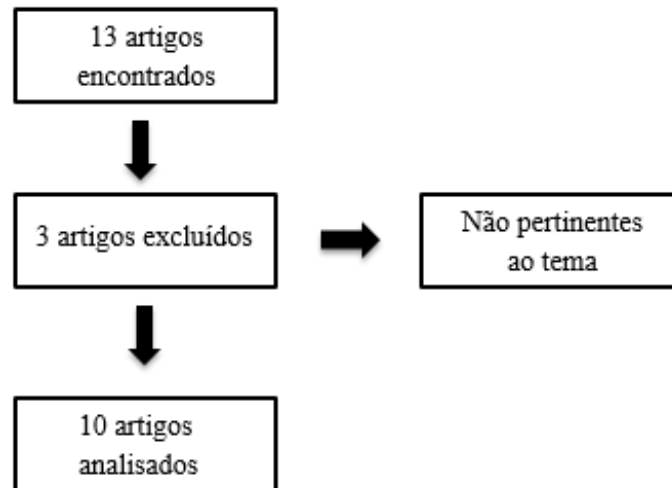 13 artigos
encontrados
3 artigos excluídos
Não pertinentes
ao tema
10 artigos
analisados